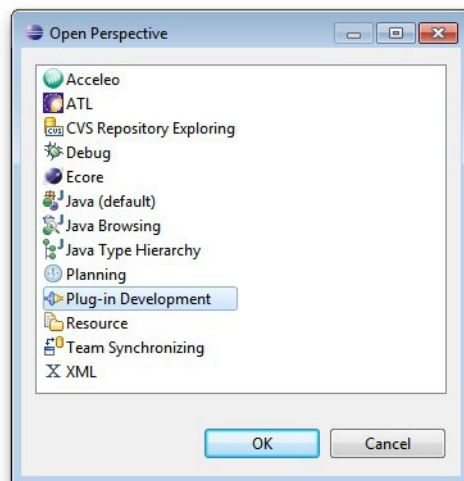 Open Perspective
Acceleo
ATL
CVS Repository Exploring
Debug
Ecore
Java (default)
Java Browsing
Java Type Hierarchy
Planning
Plug-in Development
Resource
Team Synchronizing
XML
OK Cancel